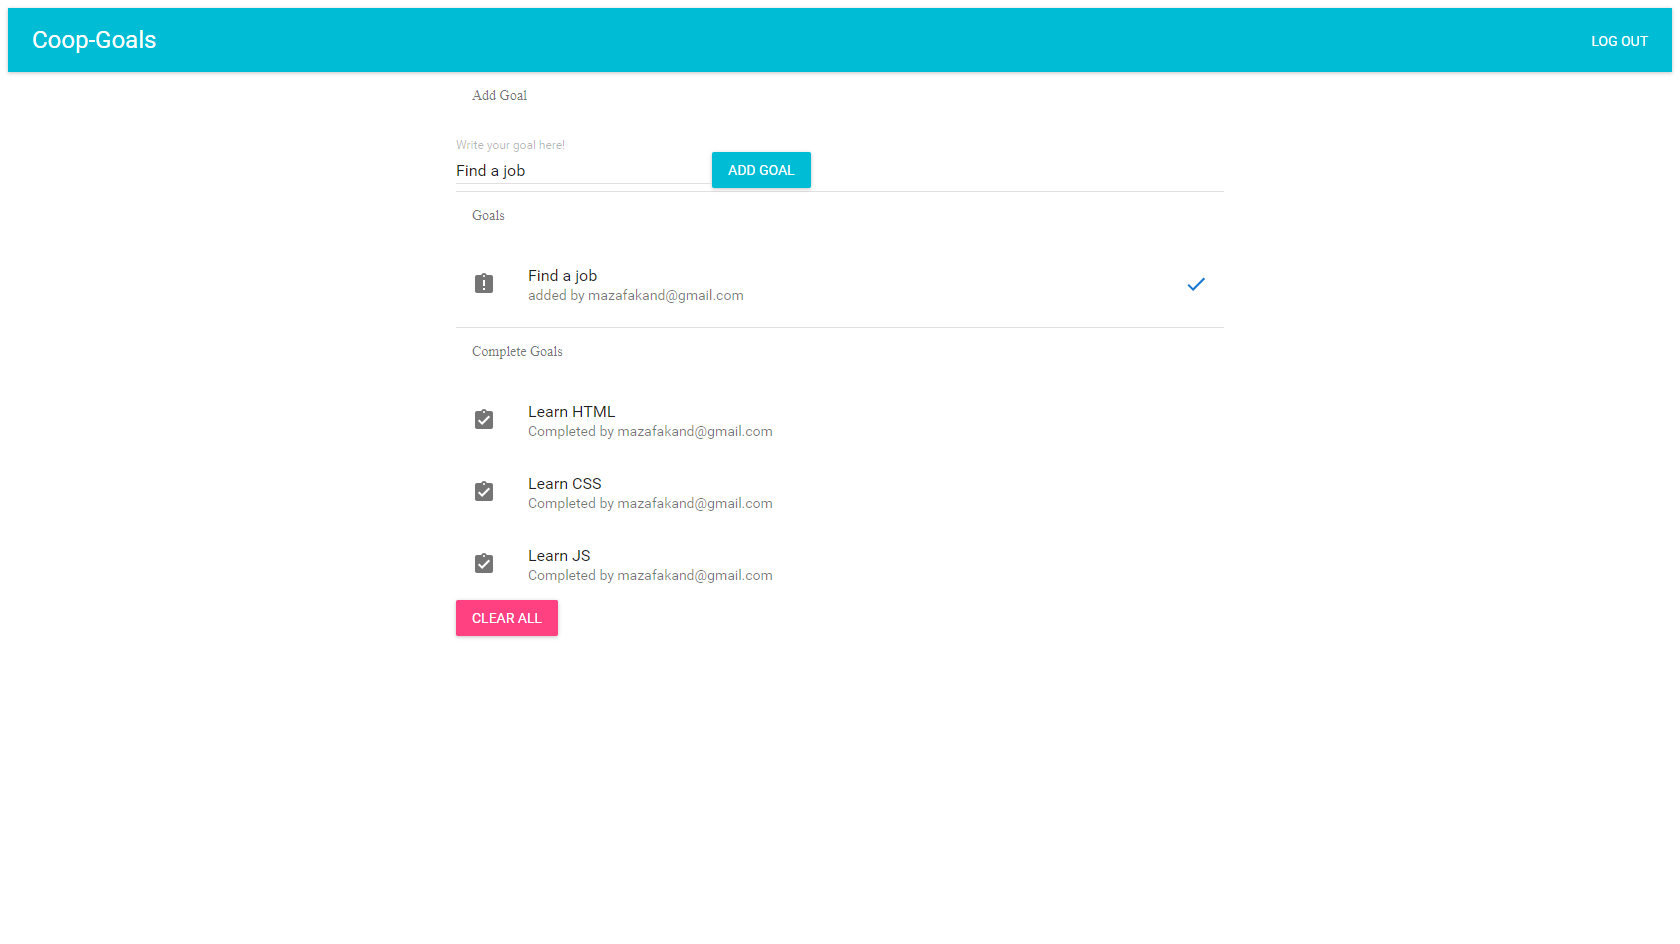 Coop-Goals
LOG OUT
Add Goal
Write your goal here!
Find a job
ADD GOAL
Goals
Find a job
added by mazafakand@gmail.com
Complete Goals
Learn HTML
Completed by mazafakand@gmail.com
Learn CSS
Completed by mazafakand@gmail.com
Learn JS
Completed by mazafakand@gmail.com
CLEAR ALL